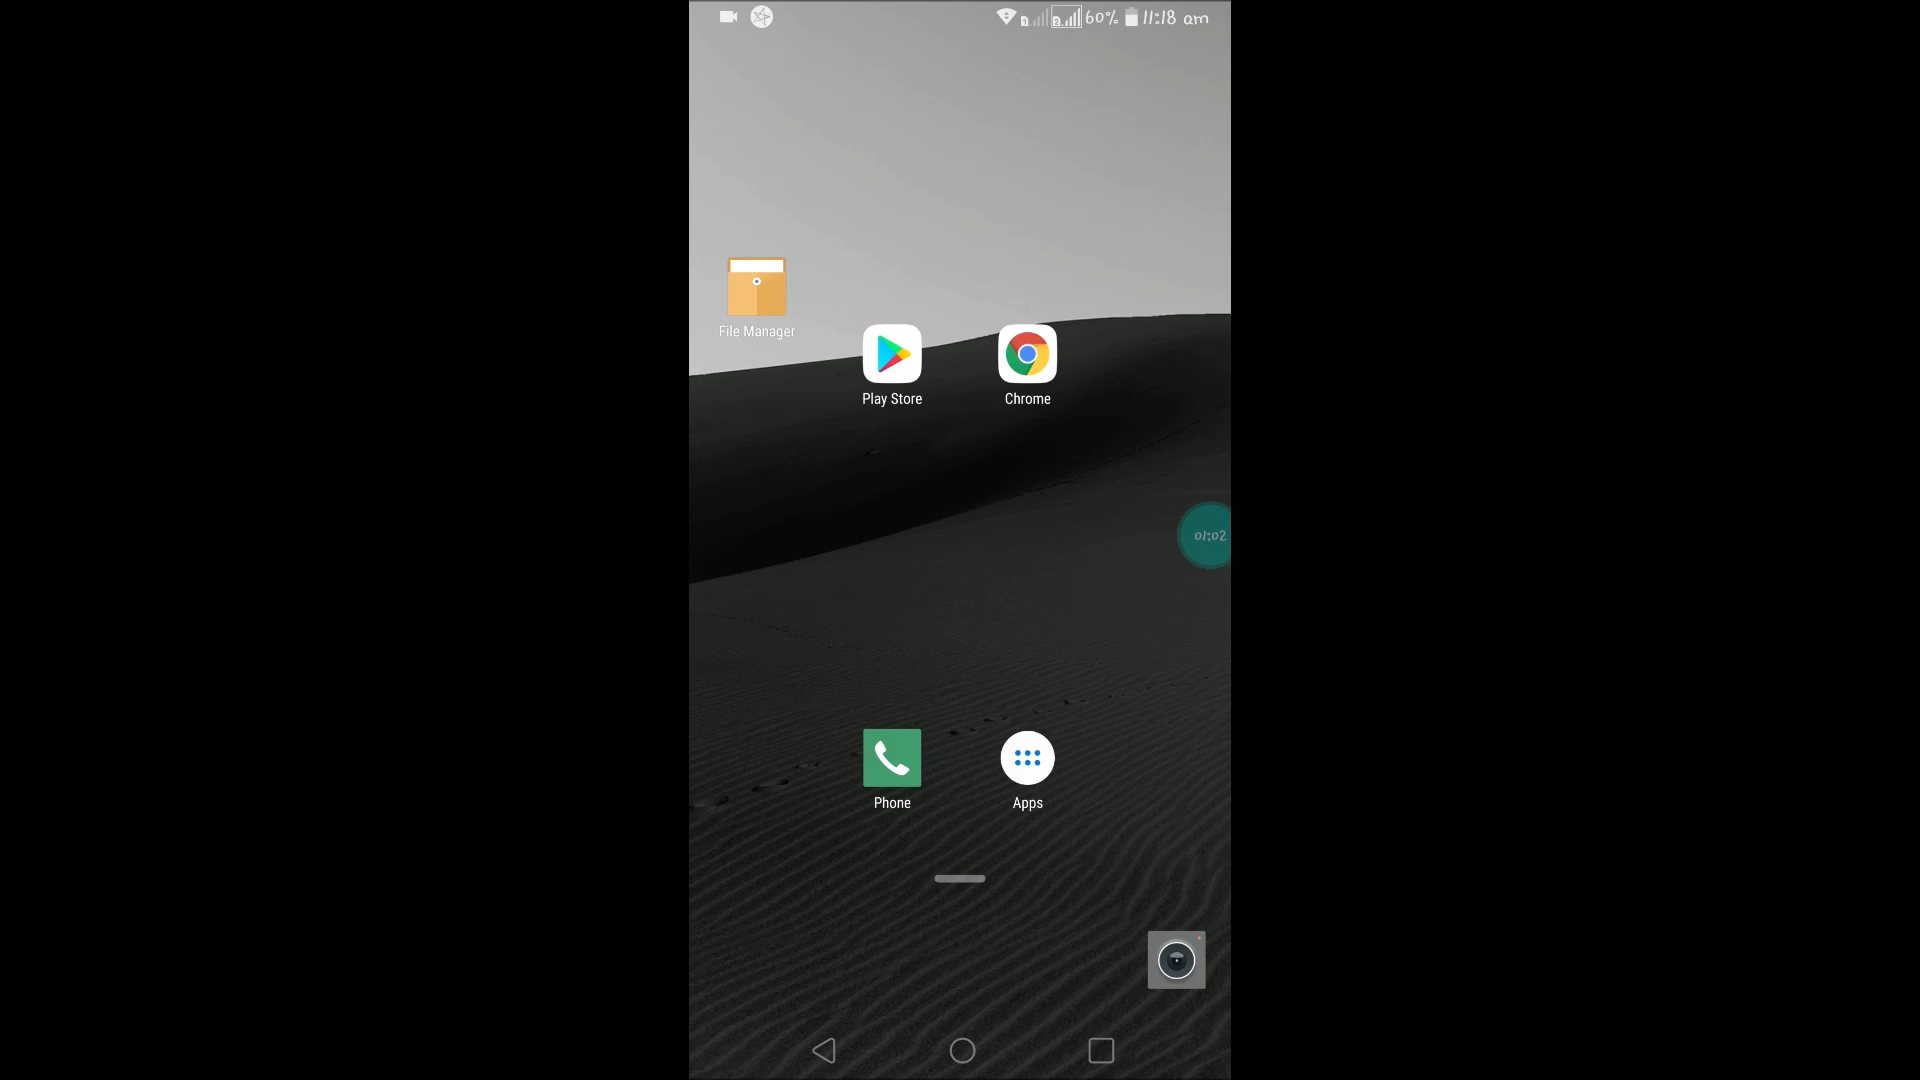 60% 11:18 am
File Manager
Play Store
Chrome
01:02
Phone
Apps